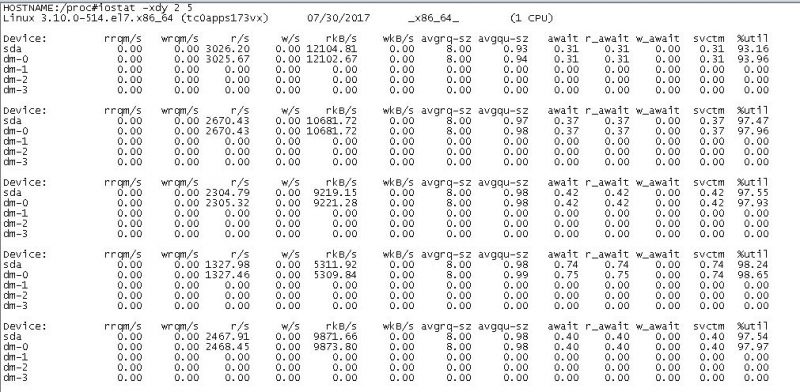 HOSTNAME:/proc#iostat -xdy 2 5
Linux 3.10.0-514.el7.x86_64 (tc0apps173vx) 07/30/2017 _x86_64_ (1 CPU)
Device: rrqm/s wrqm/s r/s w/s rkB/s wkB/s avgrq-sz avgqu-sz await r_await w_await svctm %util
sda 0.00 0.00 3026.20 0.00 12104.81 0.00 8.00 0.93 0.31 0.31 0.00 0.31 93.16
dm-0 0.00 0.00 3025.67 0.00 12102.67 0.00 8.00 0.94 0.31 0.31 0.00 0.31 93.96
dm-1 0.00 0.00 0.00 0.00 0.00 0.00 0.00 0.00 0.00 0.00 0.00 0.00 0.00
dm-2 0.00 0.00 0.00 0.00 0.00 0.00 0.00 0.00 0.00 0.00 0.00 0.00 0.00
dm-3 0.00 0.00 0.00 0.00 0.00 0.00 0.00 0.00 0.00 0.00 0.00 0.00 0.00
Device: rrqm/s wrqm/s r/s w/s rkB/s wkB/s avgrq-sz avgqu-sz await r_await w_await svctm %util
sda 0.00 0.00 2670.43 0.00 10681.72 0.00 8.00 0.97 0.37 0.37 0.00 0.37 97.47
dm-0 0.00 0.00 2670.43 0.00 10681.72 0.00 8.00 0.98 0.37 0.37 0.00 0.37 97.96
dm-1 0.00 0.00 0.00 0.00 0.00 0.00 0.00 0.00 0.00 0.00 0.00 0.00 0.00
dm-2 0.00 0.00 0.00 0.00 0.00 0.00 0.00 0.00 0.00 0.00 0.00 0.00 0.00
dm-3 0.00 0.00 0.00 0.00 0.00 0.00 0.00 0.00 0.00 0.00 0.00 0.00 0.00
Device: rrqm/s wrqm/s r/s w/s rkB/s wkB/s avgrq-sz avgqu-sz await r_await w_await svctm %util
sda 0.00 0.00 2304.79 0.00 9219.15 0.00 8.00 0.98 0.42 0.42 0.00 0.42 97.55
dm-0 0.00 0.00 2305.32 0.00 9221.28 0.00 8.00 0.98 0.42 0.42 0.00 0.42 97.93
dm-1 0.00 0.00 0.00 0.00 0.00 0.00 0.00 0.00 0.00 0.00 0.00 0.00 0.00
dm-2 0.00 0.00 0.00 0.00 0.00 0.00 0.00 0.00 0.00 0.00 0.00 0.00 0.00
dm-3 0.00 0.00 0.00 0.00 0.00 0.00 0.00 0.00 0.00 0.00 0.00 0.00 0.00
Device: rrqm/s wrqm/s r/s w/s rkB/s wkB/s avgrq-sz avgqu-sz await r_await w_await svctm %util
sda 0.00 0.00 1327.98 0.00 5311.92 0.00 8.00 0.98 0.74 0.74 0.00 0.74 98.24
dm-0 0.00 0.00 1327.46 0.00 5309.84 0.00 8.00 0.99 0.75 0.75 0.00 0.74 98.65
dm-1 0.00 0.00 0.00 0.00 0.00 0.00 0.00 0.00 0.00 0.00 0.00 0.00 0.00
dm-2 0.00 0.00 0.00 0.00 0.00 0.00 0.00 0.00 0.00 0.00 0.00 0.00 0.00
dm-3 0.00 0.00 0.00 0.00 0.00 0.00 0.00 0.00 0.00 0.00 0.00 0.00 0.00
Device: rrqm/s wrqm/s r/s w/s rkB/s wkB/s avgrq-sz avgqu-sz await r_await w_await svctm %util
sda 0.00 0.00 2467.91 0.00 9871.66 0.00 8.00 0.98 0.40 0.40 0.00 0.40 97.54
dm-0 0.00 0.00 2468.45 0.00 9873.80 0.00 8.00 0.98 0.40 0.40 0.00 0.40 97.97
dm-1 0.00 0.00 0.00 0.00 0.00 0.00 0.00 0.00 0.00 0.00 0.00 0.00 0.00
dm-2 0.00 0.00 0.00 0.00 0.00 0.00 0.00 0.00 0.00 0.00 0.00 0.00 0.00
dm-3 0.00 0.00 0.00 0.00 0.00 0.00 0.00 0.00 0.00 0.00 0.00 0.00 0.00